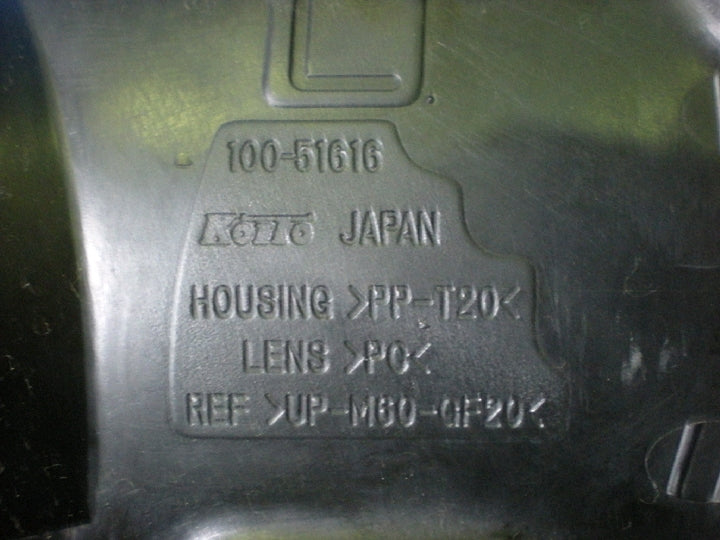 100-51616
KOITO JAPAN
HOUSING >PP-T20<
LENS >PC<
REF >UP-M60-GF20<